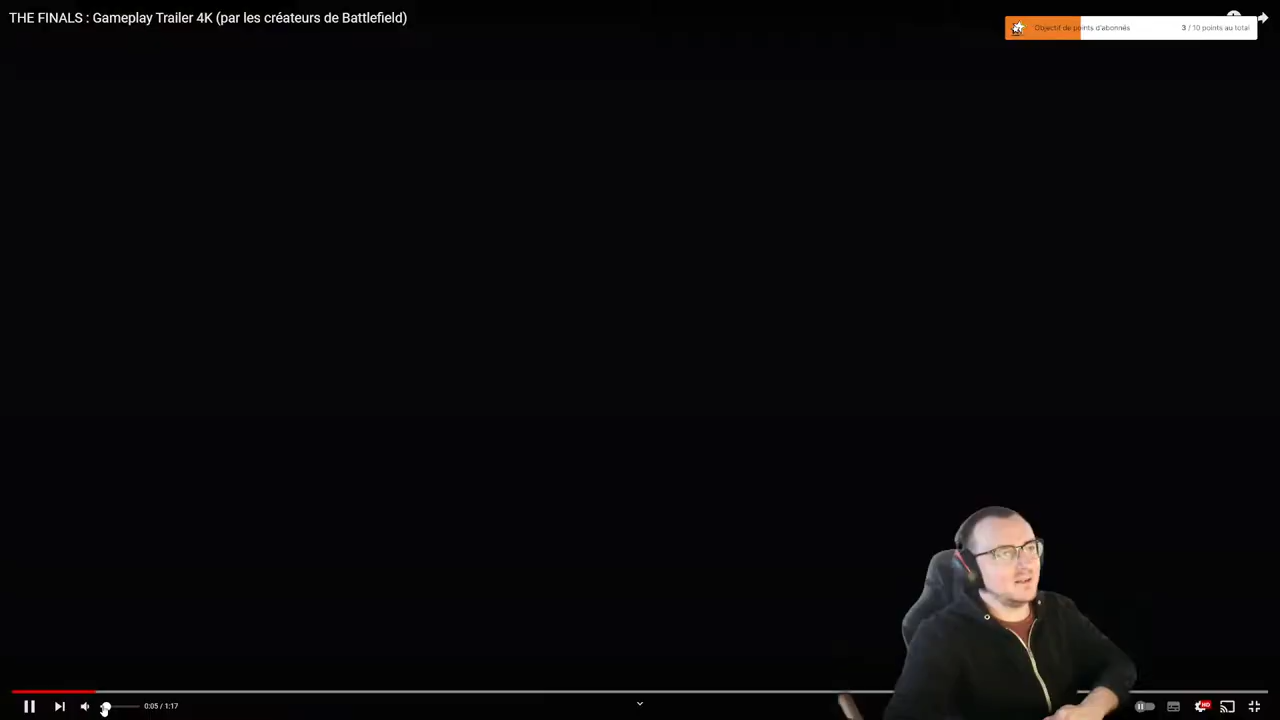 THE FINALS : Gameplay Trailer 4K (par les créateurs de Battlefield)
Objectif de points d'abonnés 3 / 10 points au total
0:05 / 1:17
HD